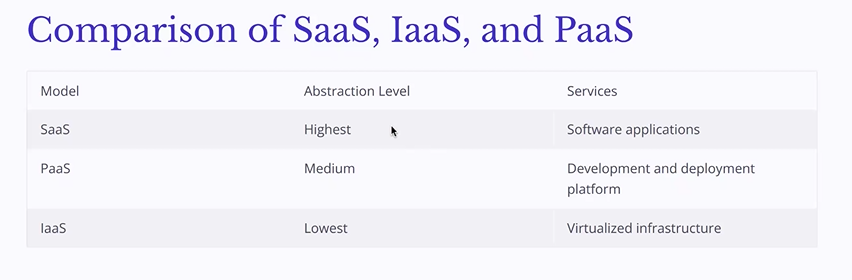 Comparison of SaaS, IaaS, and PaaS
Model Abstraction Level Services
SaaS Highest Software applications
PaaS Medium Development and deployment
platform
IaaS Lowest Virtualized infrastructure